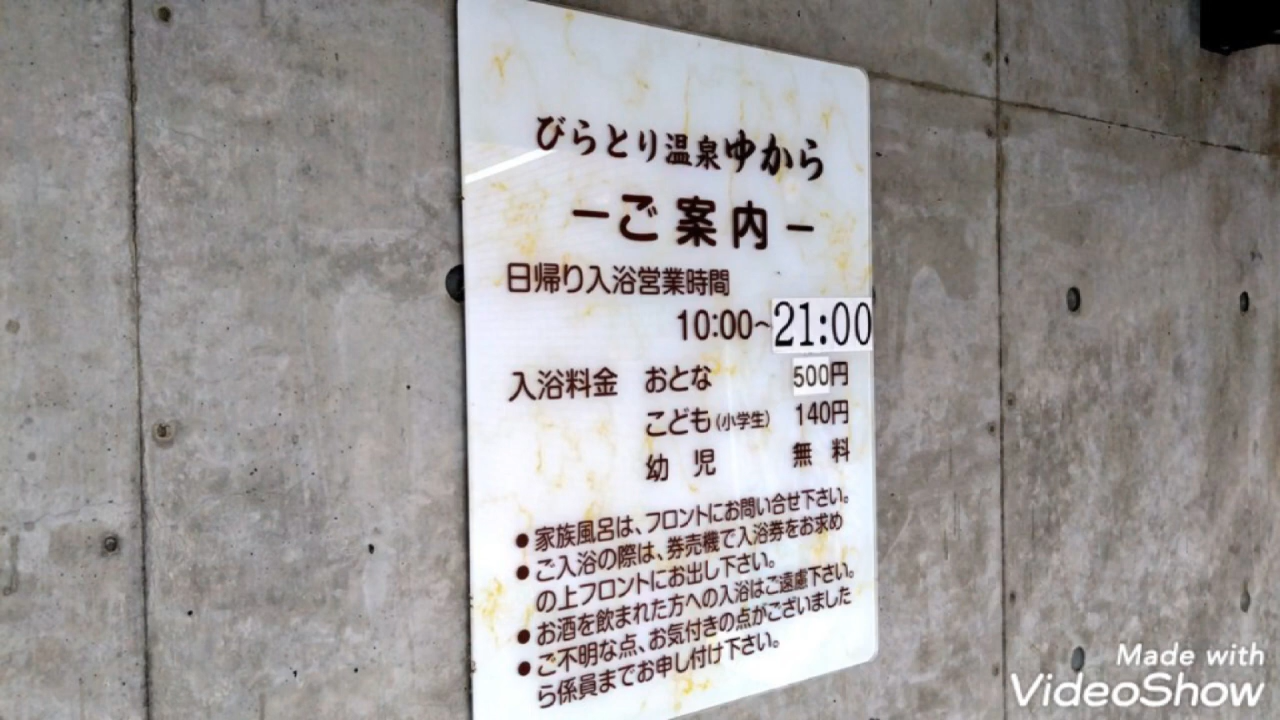 びらとり温泉ゆから
ーご案内ー
日帰り入浴営業時間
10:00~21:00
入浴料金 おとな 500円
こども(小学生) 140円
幼児 無料
●家族風呂は、フロントにお問い合せ下さい。
●ご入浴の際は、券売機で入浴券をお求め
の上フロントにお出し下さい。
●お酒を飲まれた方への入浴はご遠慮下さい。
●ご不明な点、お気付きの点がございました
ら係員までお申し付け下さい。
Made with
VideoShow